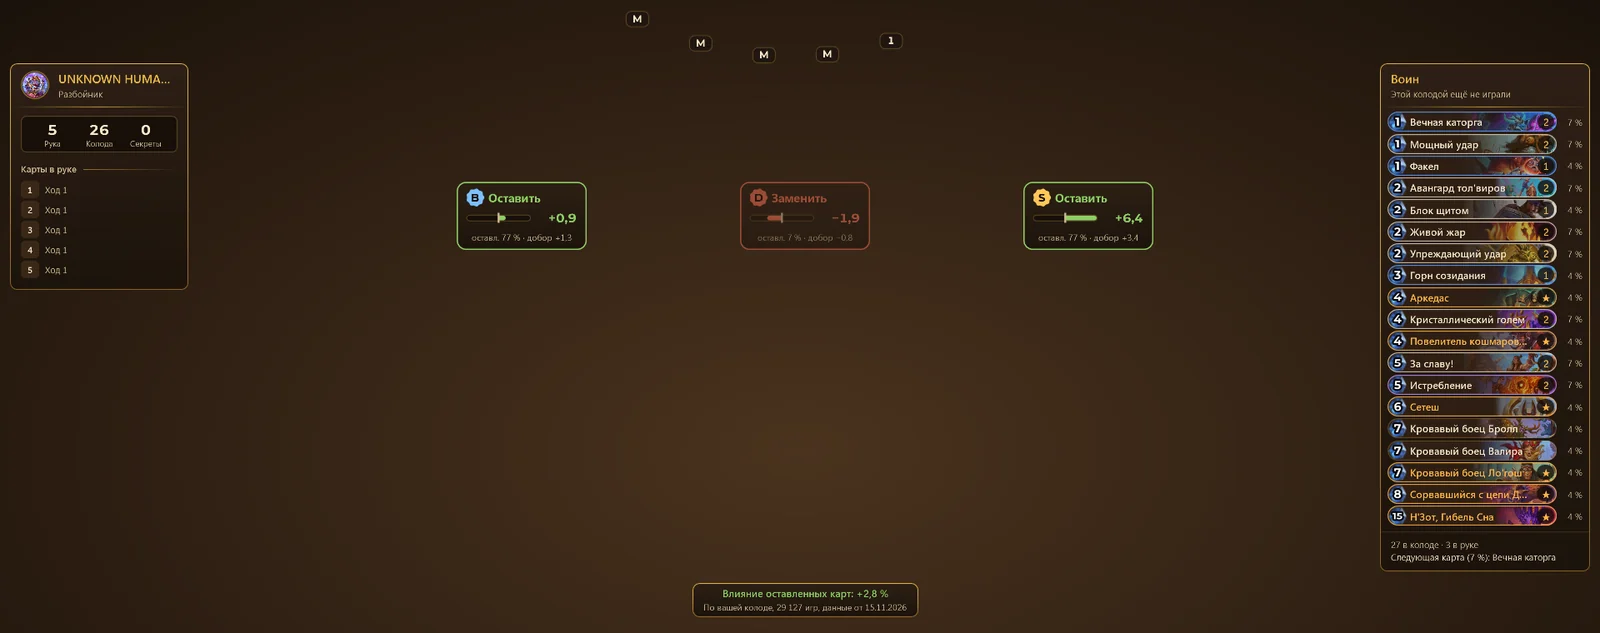 M
M
M
M
1
UNKNOWN HUMA...
Разбойник
5 26 0
Рука Колода Секреты
Карты в руке
1 Ход 1
2 Ход 1
3 Ход 1
4 Ход 1
5 Ход 1
B Оставить
+0,9
оставл. 77 % · добор +1,3
D Заменить
−1,9
оставл. 7 % · добор −0,8
S Оставить
+6,4
оставл. 77 % · добор +3,4
Влияние оставленных карт: +2,8 %
По вашей колоде, 29 127 игр, данные от 15.11.2026
Воин
Этой колодой ещё не играли
1 Вечная каторга 2 7 %
1 Мощный удар 2 7 %
1 Факел 1 4 %
2 Авангард тол'виров 2 7 %
2 Блок щитом 1 4 %
2 Живой жар 2 7 %
2 Упреждающий удар 2 7 %
3 Горн созидания 1 4 %
4 Аркедас ★ 4 %
4 Кристаллический голем 2 7 %
4 Повелитель кошмаров... ★ 4 %
5 За славу! 2 7 %
5 Истребление 2 7 %
6 Сетеш ★ 4 %
7 Кровавый боец Бролл 4 %
7 Кровавый боец Валира 4 %
7 Кровавый боец Ло'гош ★ 4 %
8 Сорвавшийся с цепи Д... ★ 4 %
15 Н'Зот, Гибель Сна ★ 4 %
27 в колоде · 3 в руке
Следующая карта (7 %): Вечная каторга